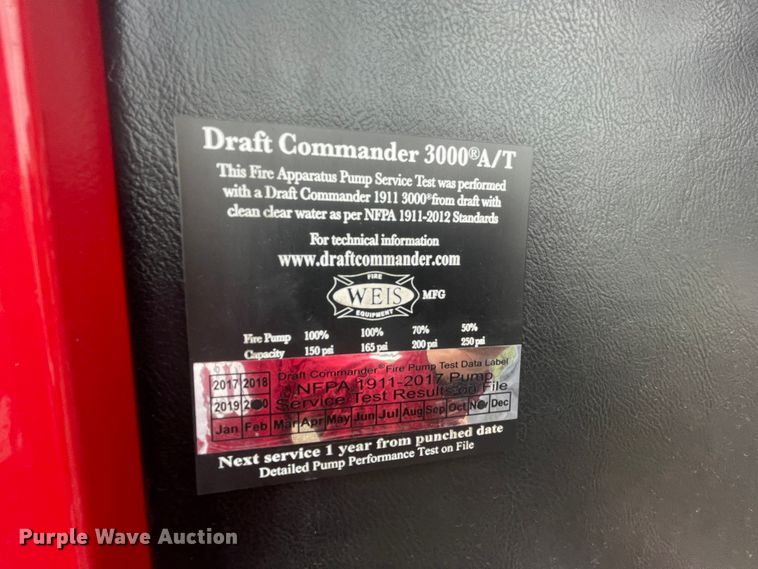 Draft Commander 3000®A/T
This Fire Apparatus Pump Service Test was performed
with a Draft Commander 1911 3000®from draft with
clean clear water as per NFPA 1911-2012 Standards
For technical information
www.draftcommander.com
FIRE
WEIS
EQUIPMENT
MFG
Fire Pump 100% 100% 70% 50%
Capacity 150 psi 165 psi 200 psi 250 psi
Draft Commander® Fire Pump Test Data Label
NFPA 1911-2017 Pump
Service Test Results on File
2017 2018
2019
Jan Feb Mar Apr May Jun Jul Aug Sep Oct Dec
Next service 1 year from punched date
Detailed Pump Performance Test on File
Purple Wave Auction